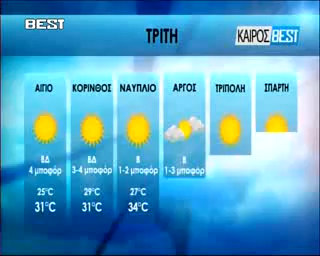 BEST
ΤΡΙΤΗ
ΚΑΙΡΟΣ BEST
ΑΙΓΙΟ
ΒΔ
4 μποφόρ
25°C
31°C
ΚΟΡΙΝΘΟΣ
ΒΔ
3-4 μποφόρ
29°C
31°C
ΝΑΥΠΛΙΟ
Β
1-2 μποφόρ
27°C
34°C
ΑΡΓΟΣ
Β
1-3 μποφόρ
ΤΡΙΠΟΛΗ
ΣΠΑΡΤΗ